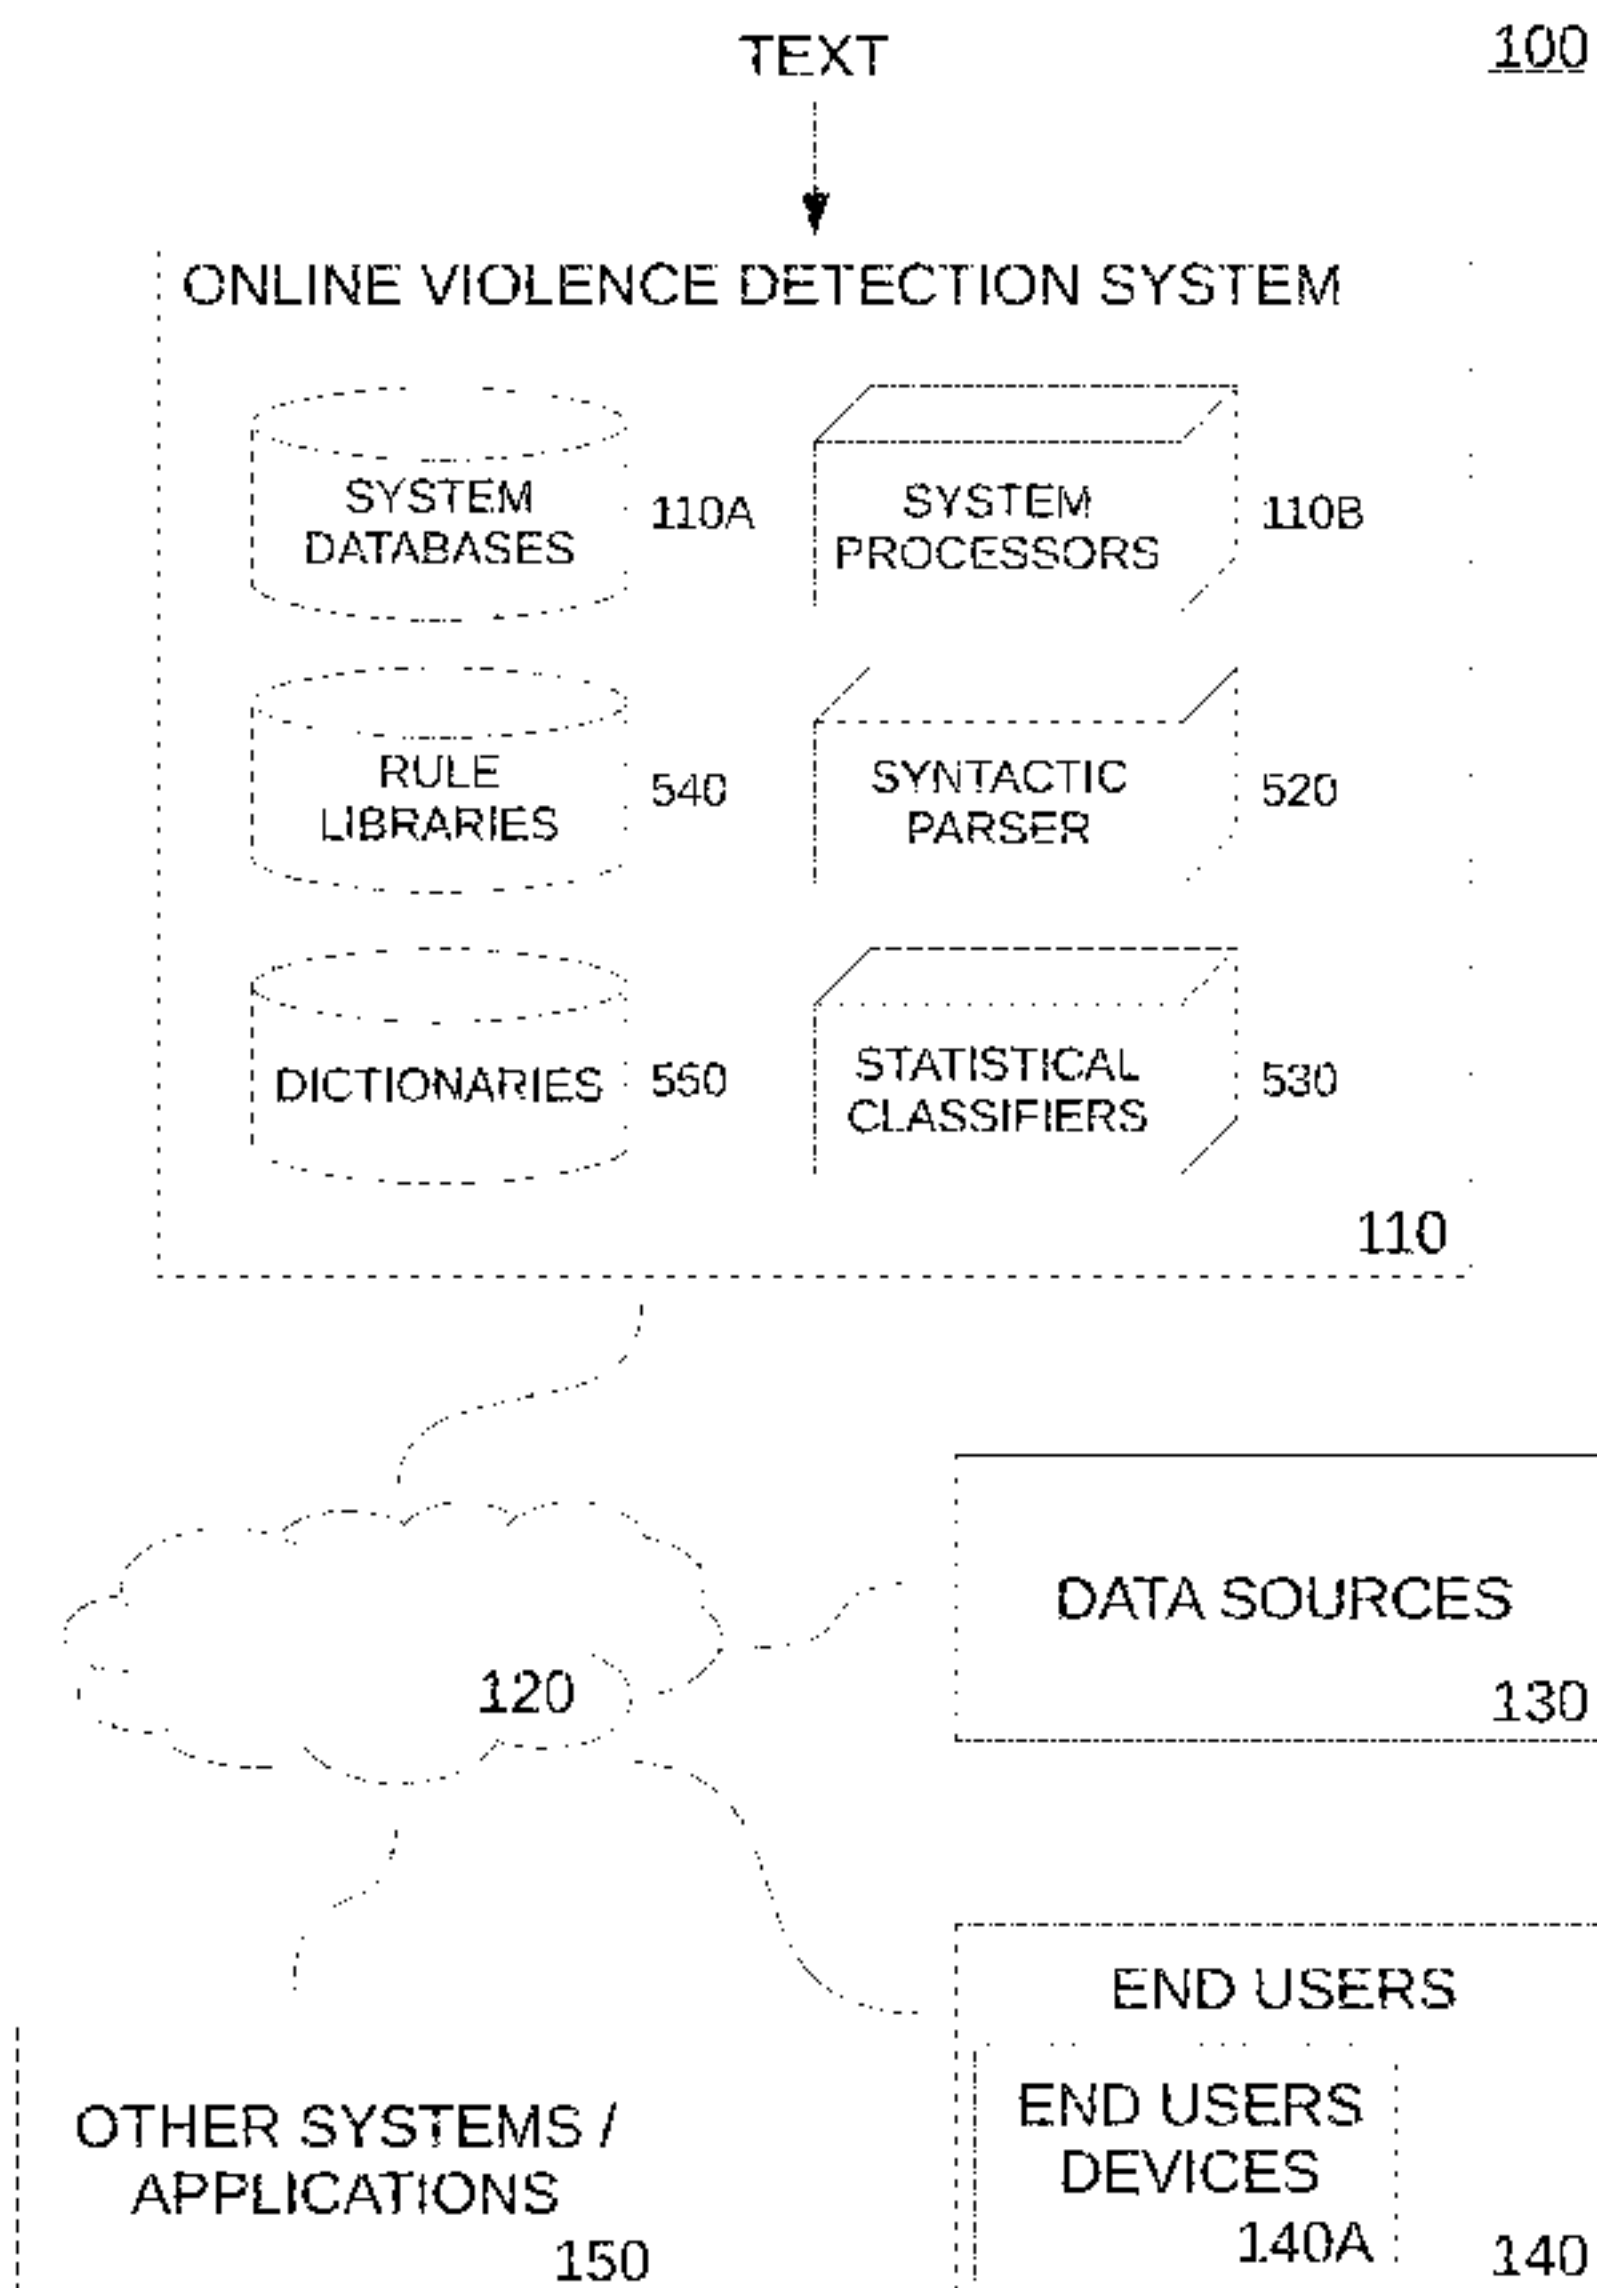 TEXT
100
ONLINE VIOLENCE DETECTION SYSTEM
SYSTEM
DATABASES
110A
SYSTEM
PROCESSORS
110B
RULE
LIBRARIES
540
SYNTACTIC
PARSER
520
DICTIONARIES
550
STATISTICAL
CLASSIFIERS
530
110
120
DATA SOURCES
130
END USERS
END USERS
DEVICES
140A
140
OTHER SYSTEMS /
APPLICATIONS
150